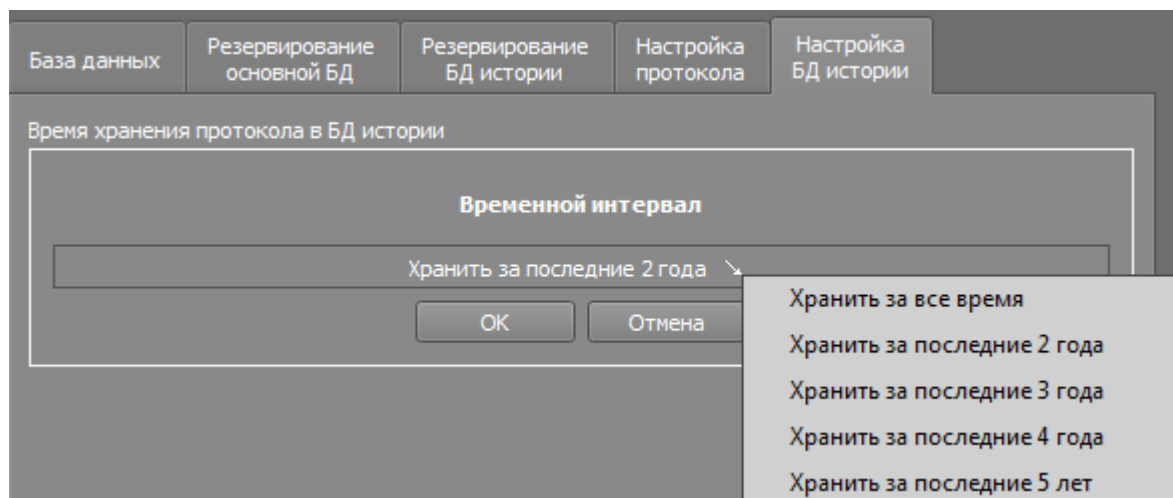 База данных
Резервирование
основной БД
Резервирование
БД истории
Настройка
протокола
Настройка
БД истории
Время хранения протокола в БД истории
Временной интервал
Хранить за последние 2 года
ОК
Отмена
Хранить за все время
Хранить за последние 2 года
Хранить за последние 3 года
Хранить за последние 4 года
Хранить за последние 5 лет